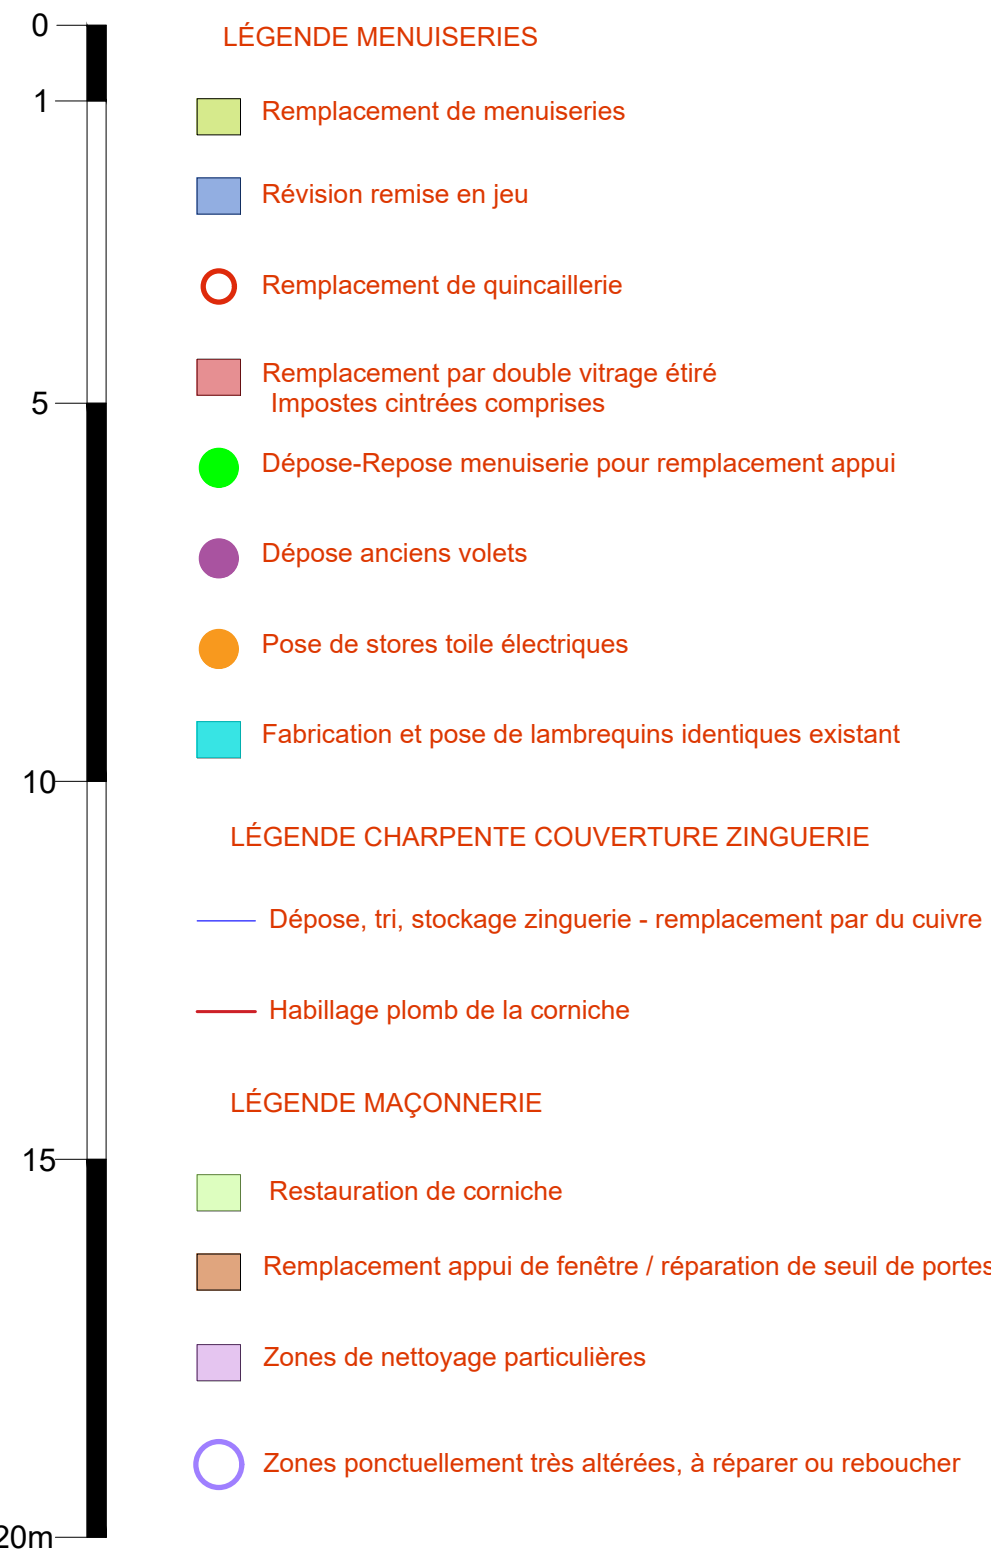 0
LÉGENDE MENUISERIES
1
Remplacement de menuiseries
Révision remise en jeu
Remplacement de quincaillerie
Remplacement par double vitrage étiré
Impostes cintrées comprises
5
Dépose-Repose menuiserie pour remplacement appui
Dépose anciens volets
Pose de stores toile électriques
Fabrication et pose de lambrequins identiques existant
10
LÉGENDE CHARPENTE COUVERTURE ZINGUERIE
Dépose, tri, stockage zinguerie - remplacement par du cuivre
Habillage plomb de la corniche
LÉGENDE MAÇONNERIE
15
Restauration de corniche
Remplacement appui de fenêtre / réparation de seuil de portes
Zones de nettoyage particulières
Zones ponctuellement très altérées, à réparer ou reboucher
20m